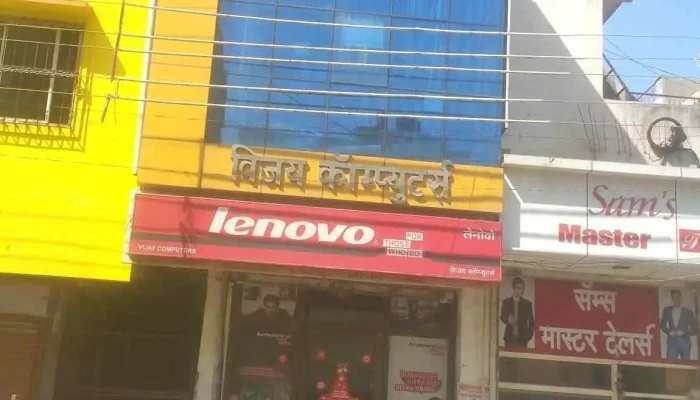 विजय कॉम्प्युटर्स
lenovo
FOR
THOSE
WHO DO
लेनोवो
VIJAY COMPUTERS
विजय कॉम्प्युटर्स
Sam's
Master
सॅम्स
मास्टर टेलर्स